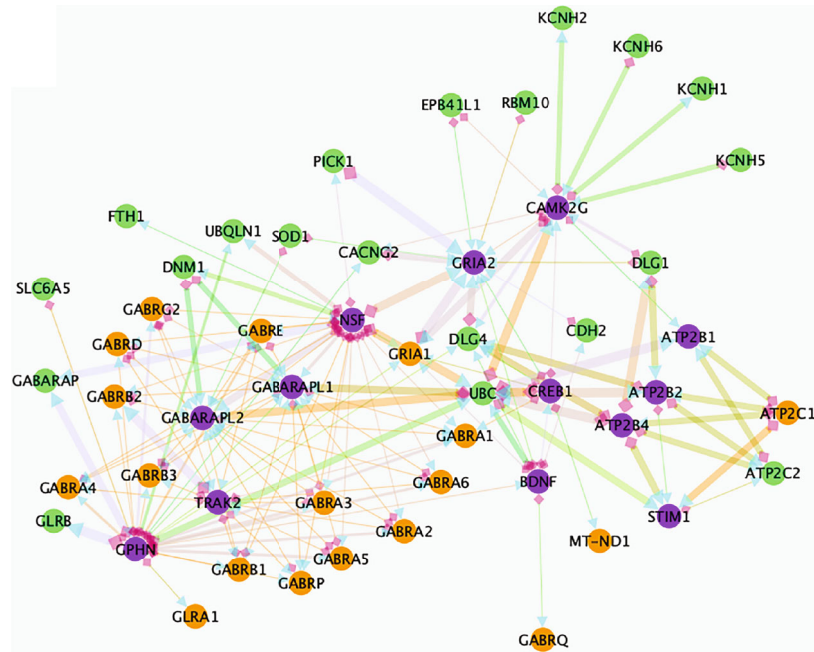 KCNH2
KCNH6
KCNH1
EPB41L1
RBM10
KCNH5
PICK1
CAMK2G
FTH1
UBQLN1
SOD1
CACNG2
GRIA2
DLG1
DNM1
SLC6A5
GABRG2
NSF
GABRE
DLG4
CDH2
ATP2B1
GABRD
GRIA1
GABARAP
GABARAPL1
UBC
CREB1
ATP2B2
GABRB2
GABARAPL2
ATP2B4
ATP2C1
GABRA1
GABRB3
GABRA4
GABRA6
BDNF
ATP2C2
TRAK2
GABRA3
GLRB
STIM1
GPHN
GABRA2
MT-ND1
GABRA5
GABRB1
GABRP
GLRA1
GABRQ